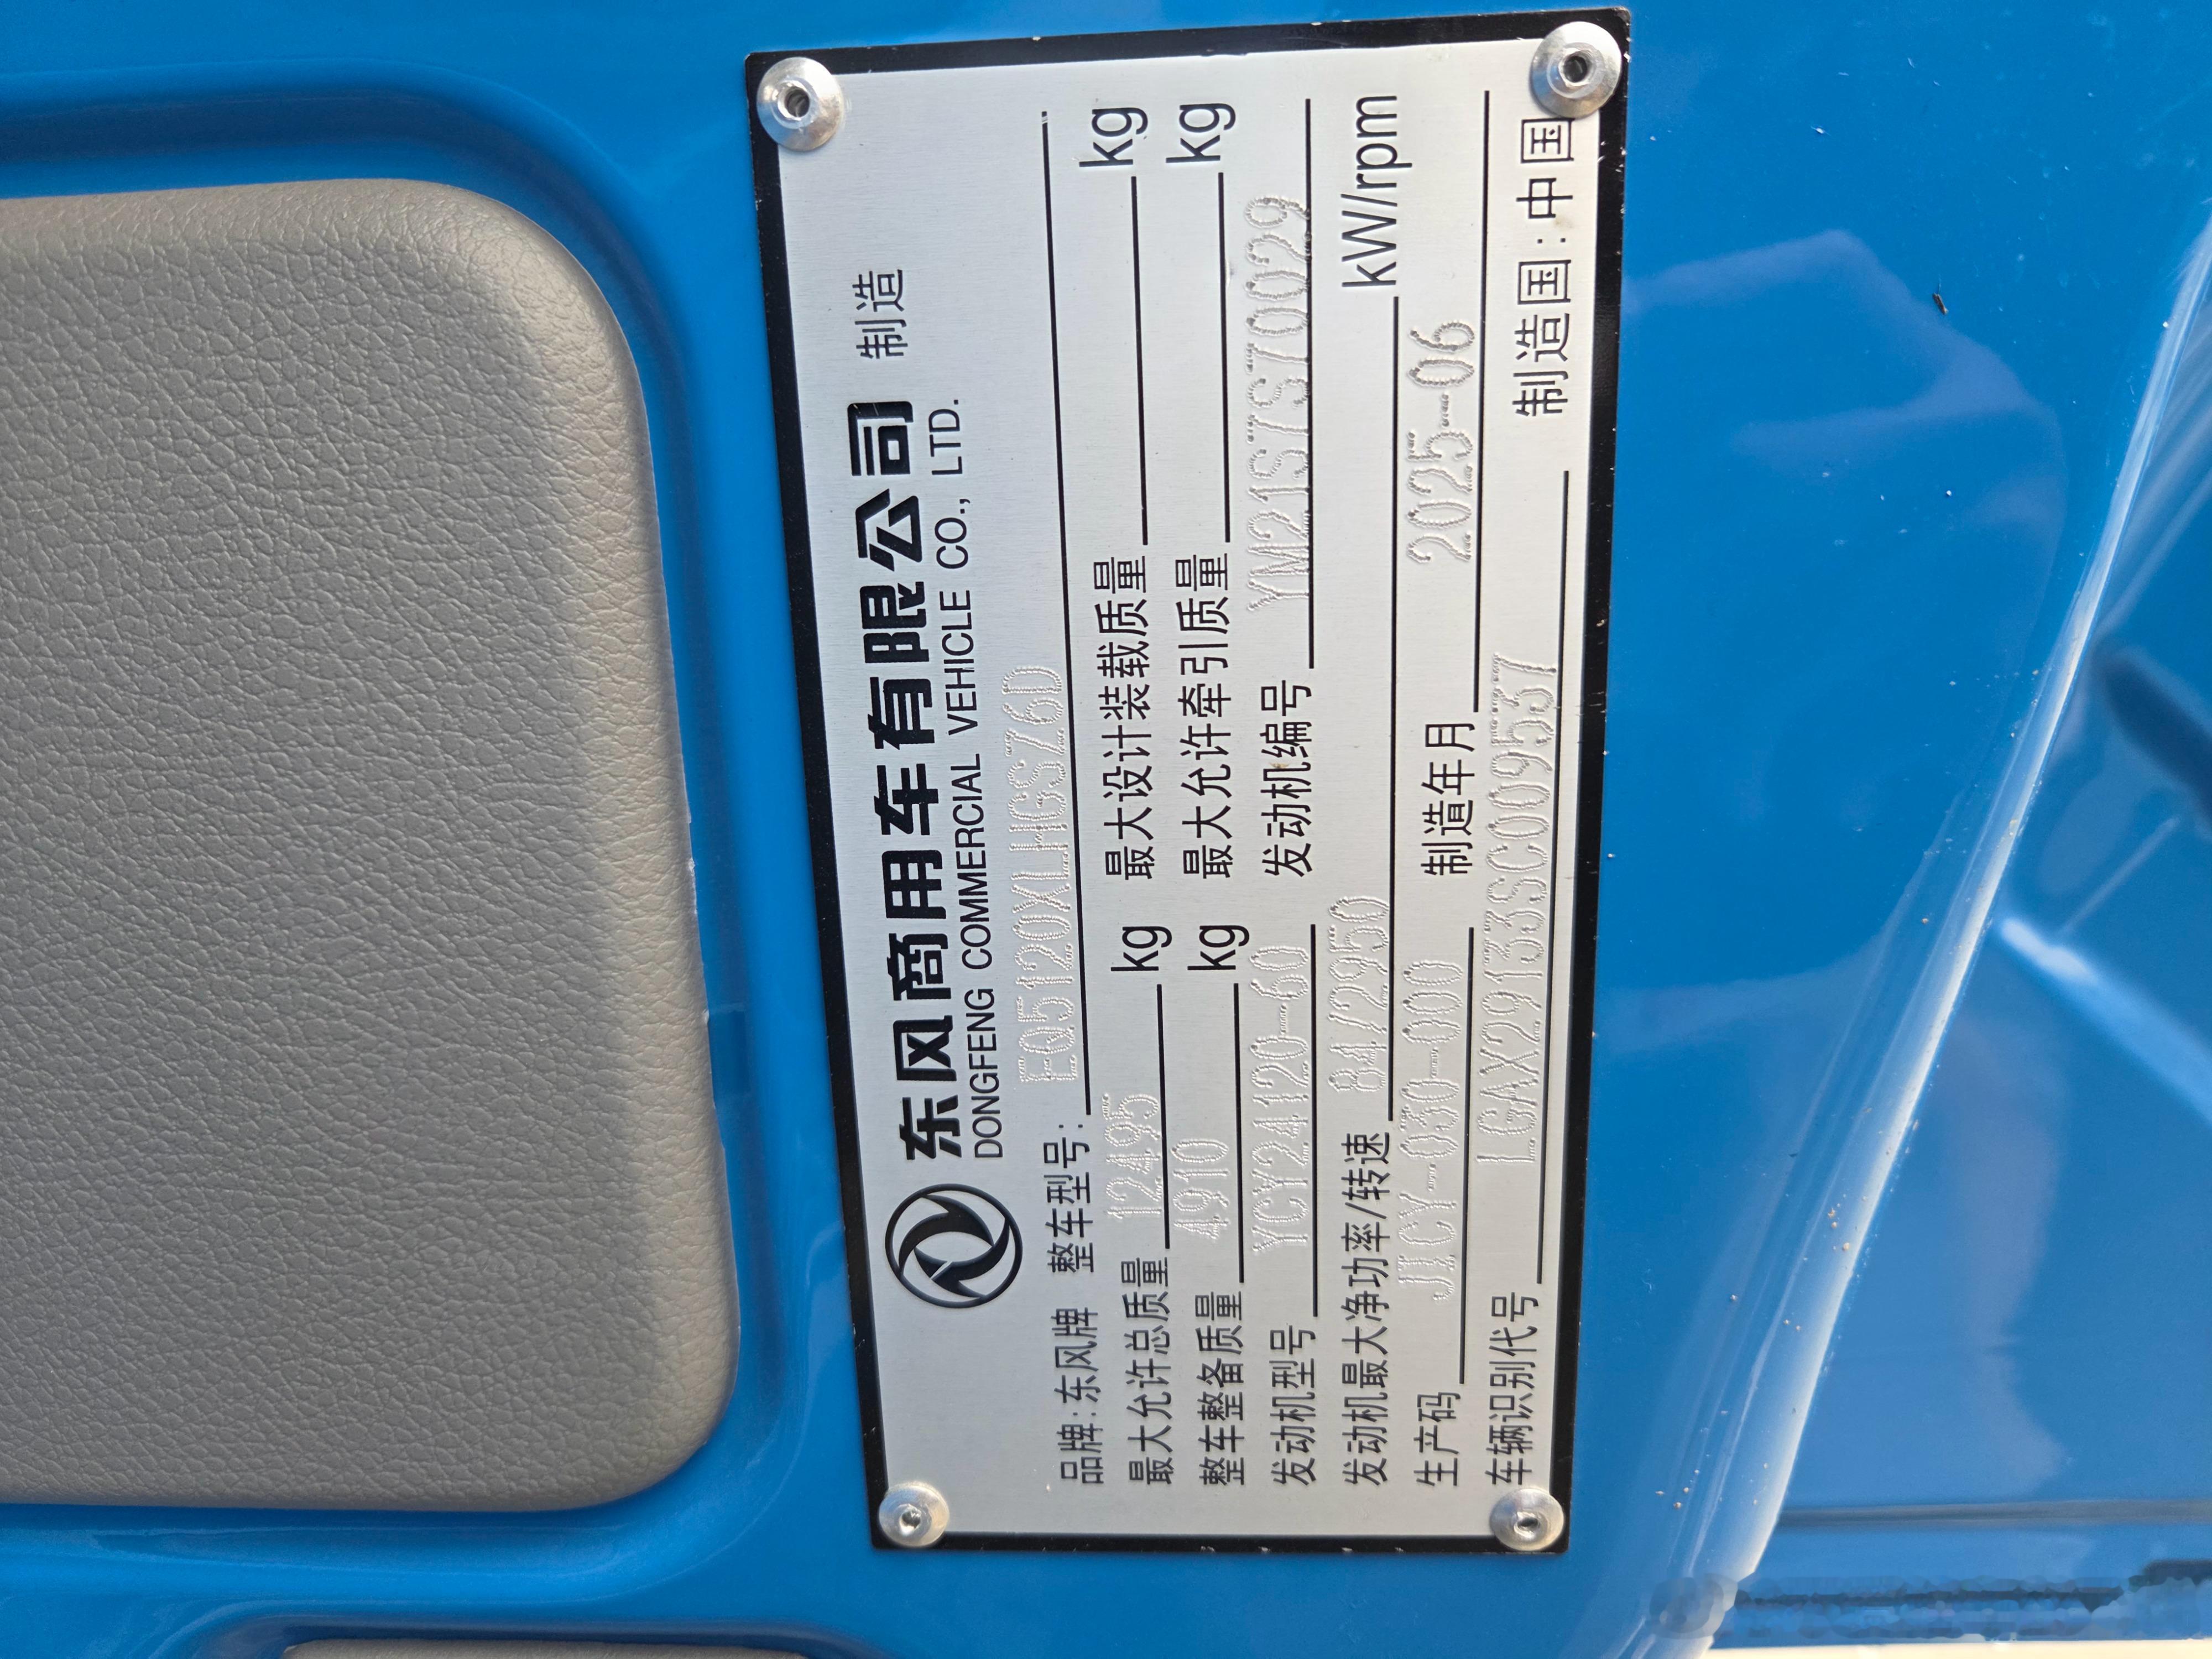 东风商用车有限公司 制造
DONGFENG COMMERCIAL VEHICLE CO., LTD.
品牌:东风牌 整车型号: EQ5120XLHGS76D
最大允许总质量 12495 kg 最大设计装载质量 kg
整车整备质量 4910 kg 最大允许牵引质量 kg
发动机型号 YCY24120-60 发动机编号 YM21S7S70029
发动机最大净功率/转速 84/2950 kW/rpm
生产码 JTCY-030-000 制造年月 2025-06
车辆识别代号 LGAX29133SC009537 制造国:中国